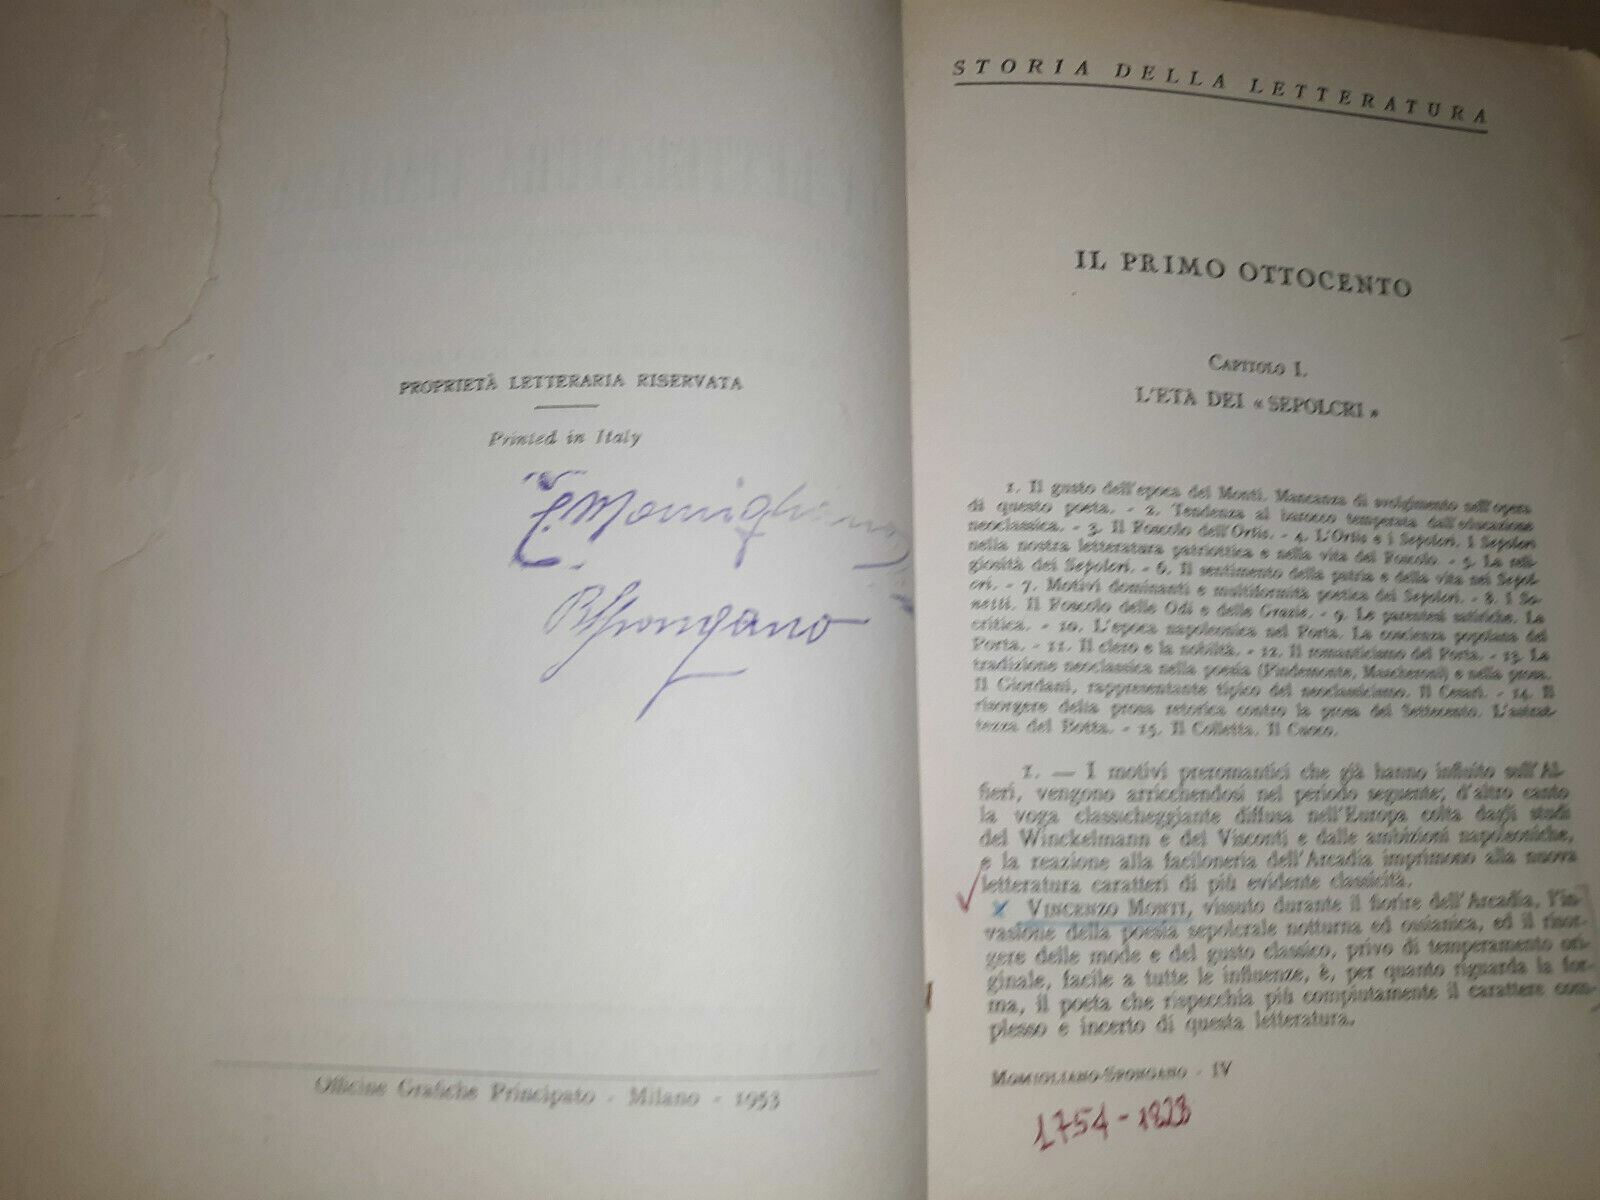 PROPRIETÀ LETTERARIA RISERVATA
Printed in Italy
Momigliano
Spongano
Officine Grafiche Principato - Milano - 1953
STORIA DELLA LETTERATURA
IL PRIMO OTTOCENTO
CAPITOLO I.
L'ETÀ DEI « SEPOLCRI »
1. Il gusto dell'epoca del Monti. Mancanza di svolgimento nell'opera
di questo poeta. - 2. Tendenza al barocco temperata dall'educazione
neoclassica. - 3. Il Foscolo dell'Ortis. - 4. L'Ortis e i Sepolcri. I Sepolcri
nella nostra letteratura patriottica e nella vita del Foscolo. - 5. La reli-
giosità dei Sepolcri. - 6. Il sentimento della patria e della vita nei Sepol-
cri. - 7. Motivi dominanti e multiformità poetica dei Sepolcri. - 8. I So-
netti. Il Foscolo delle Odi e delle Grazie. - 9. Le parentesi satiriche. La
critica. - 10. L'epoca napoleonica nel Porta. La coscienza popolana del
Porta. - 11. Il clero e la nobiltà. - 12. Il romanticismo del Porta. - 13. La
tradizione neoclassica nella poesia (Pindemonte, Mascheroni) e nella prosa.
Il Giordani, rappresentante tipico del neoclassicismo. Il Cesari. - 14. Il
risorgere della prosa retorica contro la prosa del Settecento. L'astrat-
tezza del Botta. - 15. Il Colletta. Il Cuoco.
1. — I motivi preromantici che già hanno influito sull'Al-
fieri, vengono arricchendosi nel periodo seguente; d'altro canto
la voga classicheggiante diffusa nell'Europa colta dagli studi
del Winckelmann e del Visconti e dalle ambizioni napoleoniche,
e la reazione alla faciloneria dell'Arcadia imprimono alla nuova
letteratura caratteri di più evidente classicità.
VINCENZO MONTI, vissuto durante il fiorire dell'Arcadia, l'in-
vasione della poesia sepolcrale notturna ed ossianica, ed il risor-
gere delle mode e del gusto classico, privo di temperamento ori-
ginale, facile a tutte le influenze, è, per quanto riguarda la for-
ma, il poeta che rispecchia più compiutamente il carattere com-
plesso e incerto di questa letteratura.
MOMIGLIANO-SPONGANO - IV
1754 - 1828